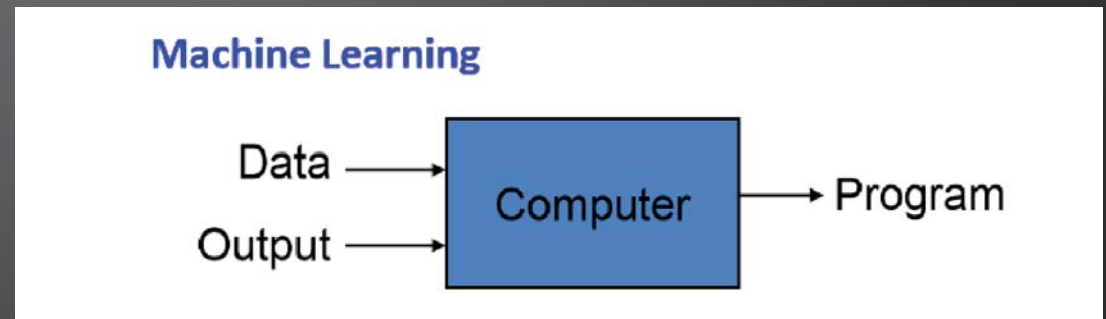 Machine Learning
Data
Output
Computer
Program